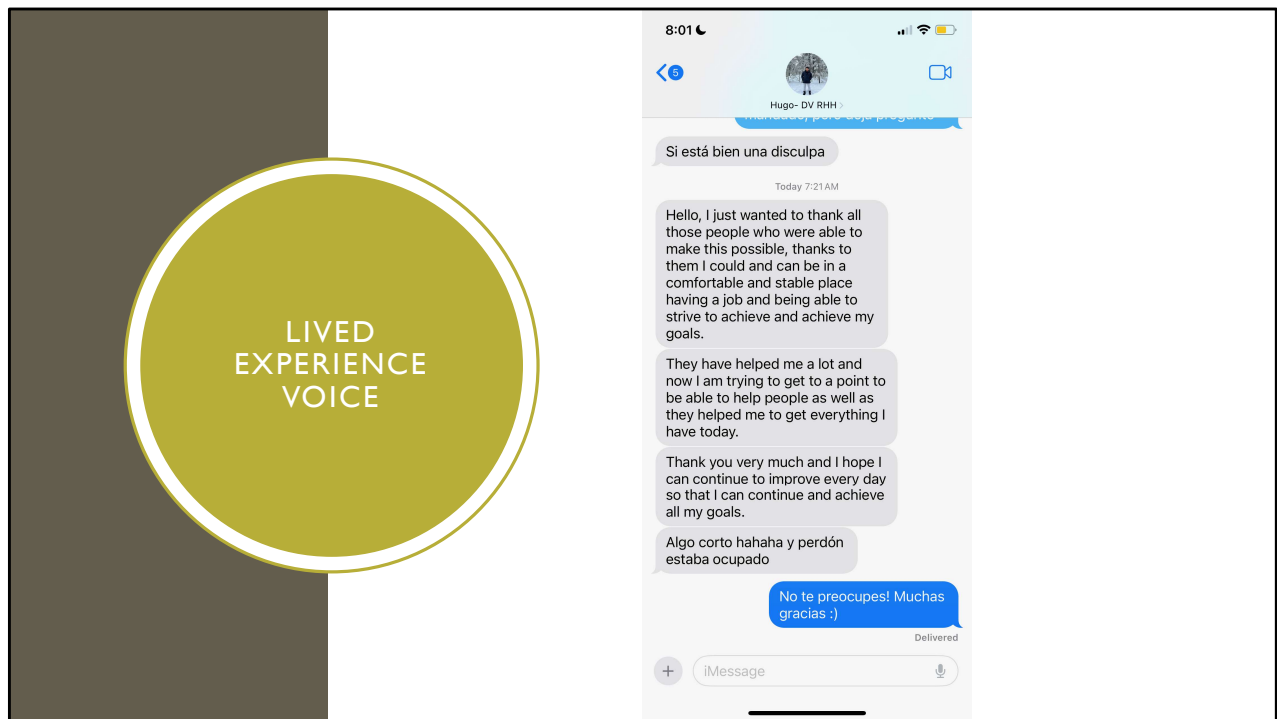 LIVED
EXPERIENCE
VOICE
8:01
5
Hugo- DV RHH
mandado, pero deja pregunto
Si está bien una disculpa
Today 7:21 AM
Hello, I just wanted to thank all
those people who were able to
make this possible, thanks to
them I could and can be in a
comfortable and stable place
having a job and being able to
strive to achieve and achieve my
goals.
They have helped me a lot and
now I am trying to get to a point to
be able to help people as well as
they helped me to get everything I
have today.
Thank you very much and I hope I
can continue to improve every day
so that I can continue and achieve
all my goals.
Algo corto hahaha y perdón
estaba ocupado
No te preocupes! Muchas
gracias :)
Delivered
iMessage